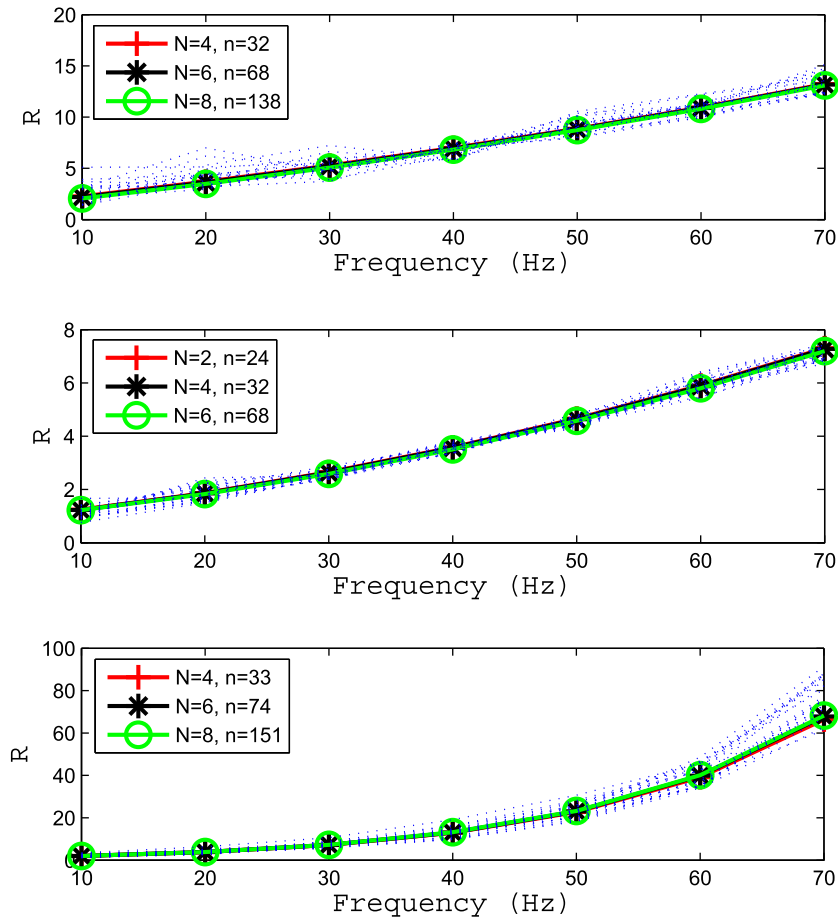 20
15
10
5
0
R
N=4, n=32
N=6, n=68
N=8, n=138
10 20 30 40 50 60 70
Frequency (Hz)
8
6
4
2
0
R
N=2, n=24
N=4, n=32
N=6, n=68
10 20 30 40 50 60 70
Frequency (Hz)
100
80
60
40
20
0
R
N=4, n=33
N=6, n=74
N=8, n=151
10 20 30 40 50 60 70
Frequency (Hz)